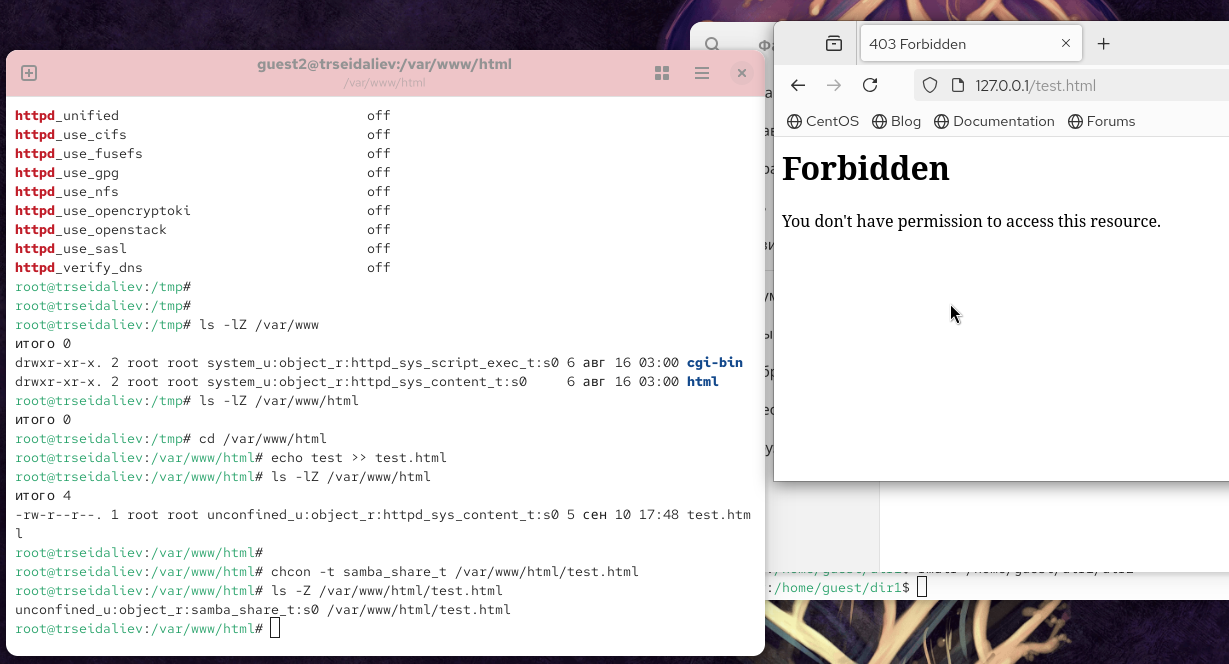 guest2@trseidaliev:/var/www/html
/var/www/html
httpd_unified off
httpd_use_cifs off
httpd_use_fusefs off
httpd_use_gpg off
httpd_use_nfs off
httpd_use_opencryptoki off
httpd_use_openstack off
httpd_use_sasl off
httpd_verify_dns off
root@trseidaliev:/tmp#
root@trseidaliev:/tmp#
root@trseidaliev:/tmp# ls -lZ /var/www
итого 0
drwxr-xr-x. 2 root root system_u:object_r:httpd_sys_script_exec_t:s0 6 авг 16 03:00 cgi-bin
drwxr-xr-x. 2 root root system_u:object_r:httpd_sys_content_t:s0 6 авг 16 03:00 html
root@trseidaliev:/tmp# ls -lZ /var/www/html
итого 0
root@trseidaliev:/tmp# cd /var/www/html
root@trseidaliev:/var/www/html# echo test >> test.html
root@trseidaliev:/var/www/html# ls -lZ /var/www/html
итого 4
-rw-r--r--. 1 root root unconfined_u:object_r:httpd_sys_content_t:s0 5 сен 10 17:48 test.htm
l
root@trseidaliev:/var/www/html#
root@trseidaliev:/var/www/html# chcon -t samba_share_t /var/www/html/test.html
root@trseidaliev:/var/www/html# ls -Z /var/www/html/test.html
unconfined_u:object_r:samba_share_t:s0 /var/www/html/test.html
root@trseidaliev:/var/www/html#
403 Forbidden
127.0.0.1/test.html
CentOS Blog Documentation Forums
Forbidden
You don't have permission to access this resource.
:/home/guest/dir1$